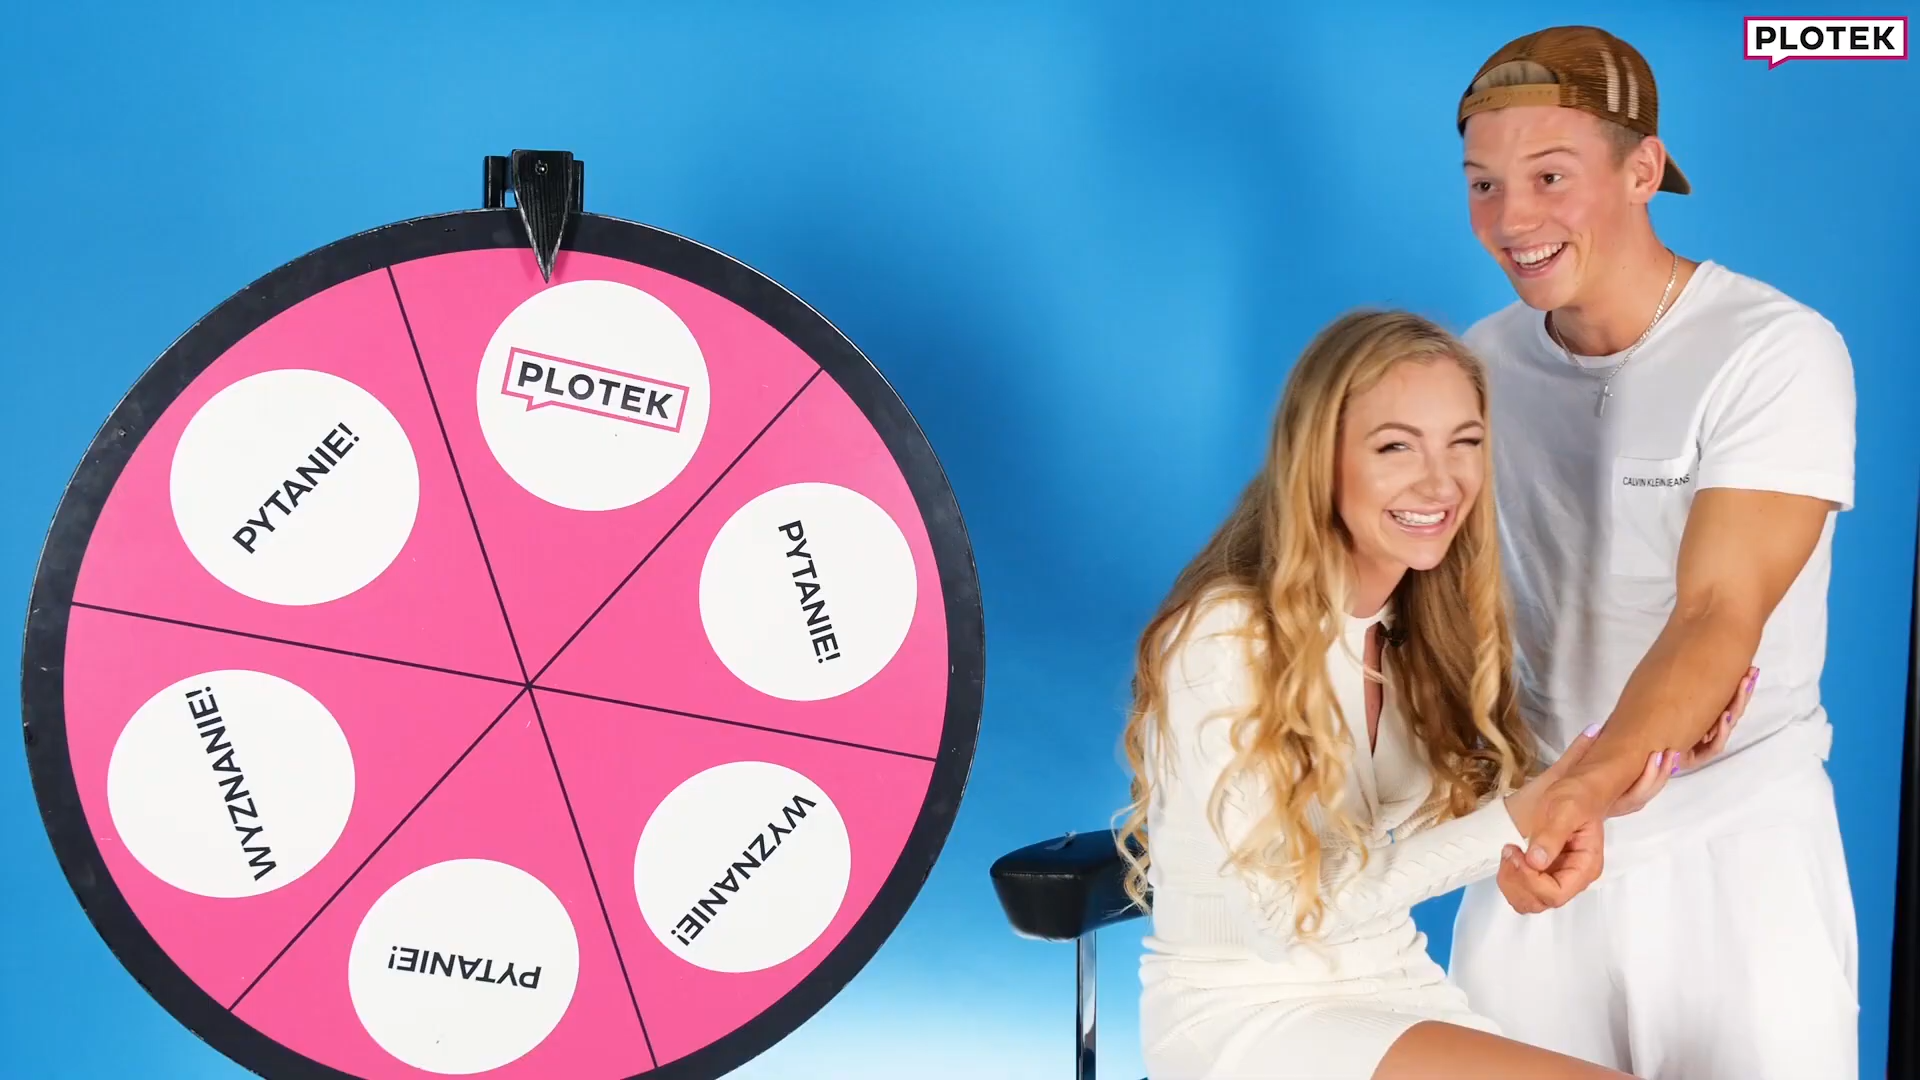 PLOTEK
PLOTEK
PYTANIE!
PYTANIE!
CALVIN KLEIN JEANS
WYZNANIE!
WYZNANIE!
PYTANIE!